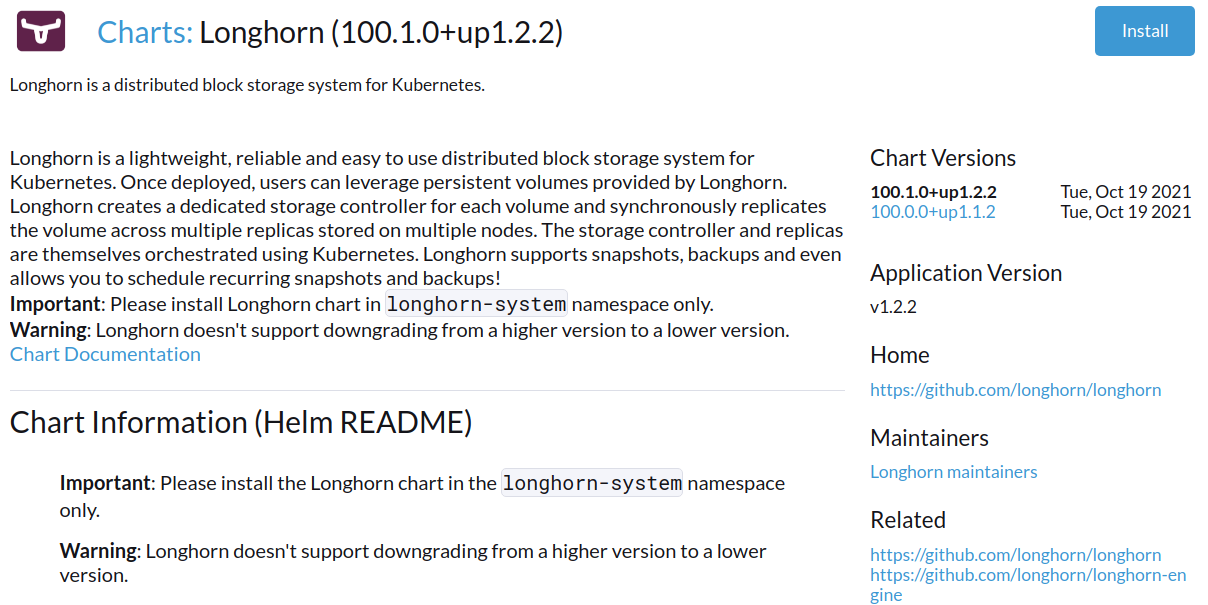 Charts: Longhorn (100.1.0+up1.2.2)
Install
Longhorn is a distributed block storage system for Kubernetes.
Longhorn is a lightweight, reliable and easy to use distributed block storage system for
Kubernetes. Once deployed, users can leverage persistent volumes provided by Longhorn.
Longhorn creates a dedicated storage controller for each volume and synchronously replicates
the volume across multiple replicas stored on multiple nodes. The storage controller and replicas
are themselves orchestrated using Kubernetes. Longhorn supports snapshots, backups and even
allows you to schedule recurring snapshots and backups!
Important: Please install Longhorn chart in longhorn-system namespace only.
Warning: Longhorn doesn't support downgrading from a higher version to a lower version.
Chart Documentation
Chart Information (Helm README)
Important: Please install the Longhorn chart in the longhorn-system namespace
only.
Warning: Longhorn doesn't support downgrading from a higher version to a lower
version.
Chart Versions
100.1.0+up1.2.2 Tue, Oct 19 2021
100.0.0+up1.1.2 Tue, Oct 19 2021
Application Version
v1.2.2
Home
https://github.com/longhorn/longhorn
Maintainers
Longhorn maintainers
Related
https://github.com/longhorn/longhorn
https://github.com/longhorn/longhorn-en
gine